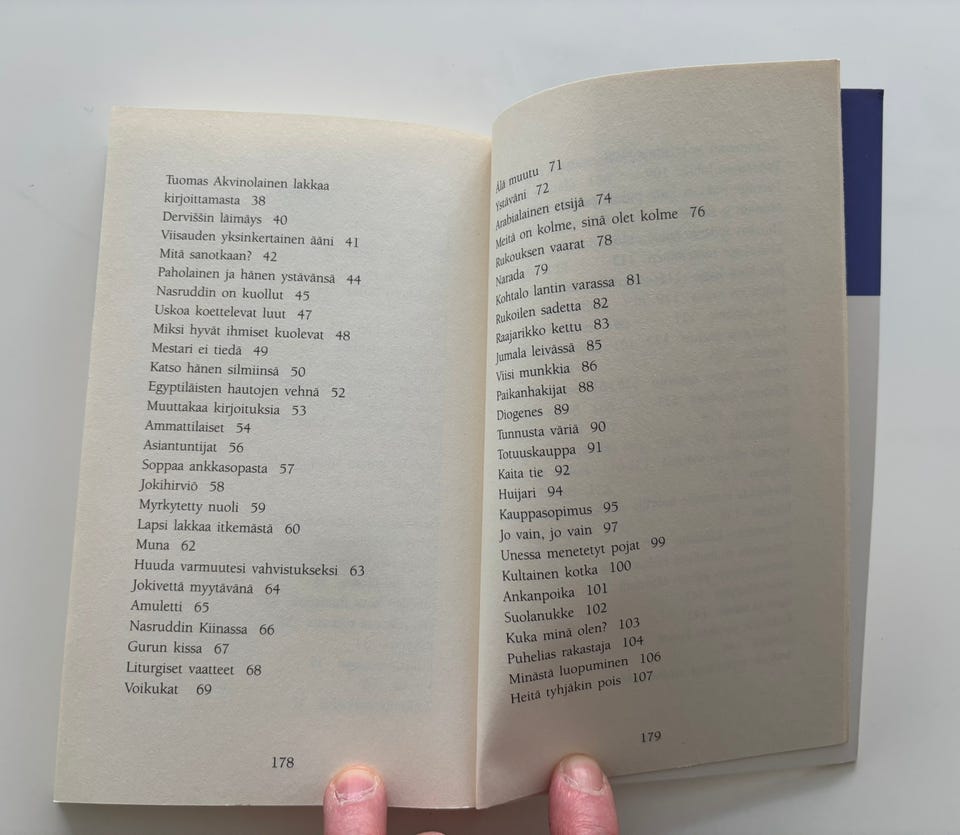 Tuomas Akvinolainen lakkaa
kirjoittamasta 38
Dervišsin läimäys 40
Viisauden yksinkertainen ääni 41
Mitä sanotkaan? 42
Paholainen ja hänen ystävänsä 44
Nasruddin on kuollut 45
Uskoa koettelevat luut 47
Miksi hyvät ihmiset kuolevat 48
Mestari ei tiedä 49
Katso hänen silmiinsä 50
Egyptiläisten hautojen vehnä 52
Muuttakaa kirjoituksia 53
Ammattilaiset 54
Asiantuntijat 56
Soppaa ankkasopasta 57
Jokihirviö 58
Myrkytetty nuoli 59
Lapsi lakkaa itkemästä 60
Muna 62
Huuda varmuutesi vahvistukseksi 63
Jokivettä myytävänä 64
Amuletti 65
Nasruddin Kiinassa 66
Gurun kissa 67
Liturgiset vaatteet 68
Voikukat 69
178
Älä muutu 71
Ystäväni 72
Arabialainen etsijä 74
Meitä on kolme, sinä olet kolme 76
Rukouksen vaarat 78
Narada 79
Kohtalo lantin varassa 81
Rukoilen sadetta 82
Raajarikko kettu 83
Jumala leivässä 85
Viisi munkkia 86
Paikanhakijat 88
Diogenes 89
Tunnusta väriä 90
Totuuskauppa 91
Kaita tie 92
Huijari 94
Kauppasopimus 95
Jo vain, jo vain 97
Unessa menetetyt pojat 99
Kultainen kotka 100
Ankanpoika 101
Suolanukke 102
Kuka minä olen? 103
Puhelias rakastaja 104
Minästä luopuminen 106
Heitä tyhjäkin pois 107
179